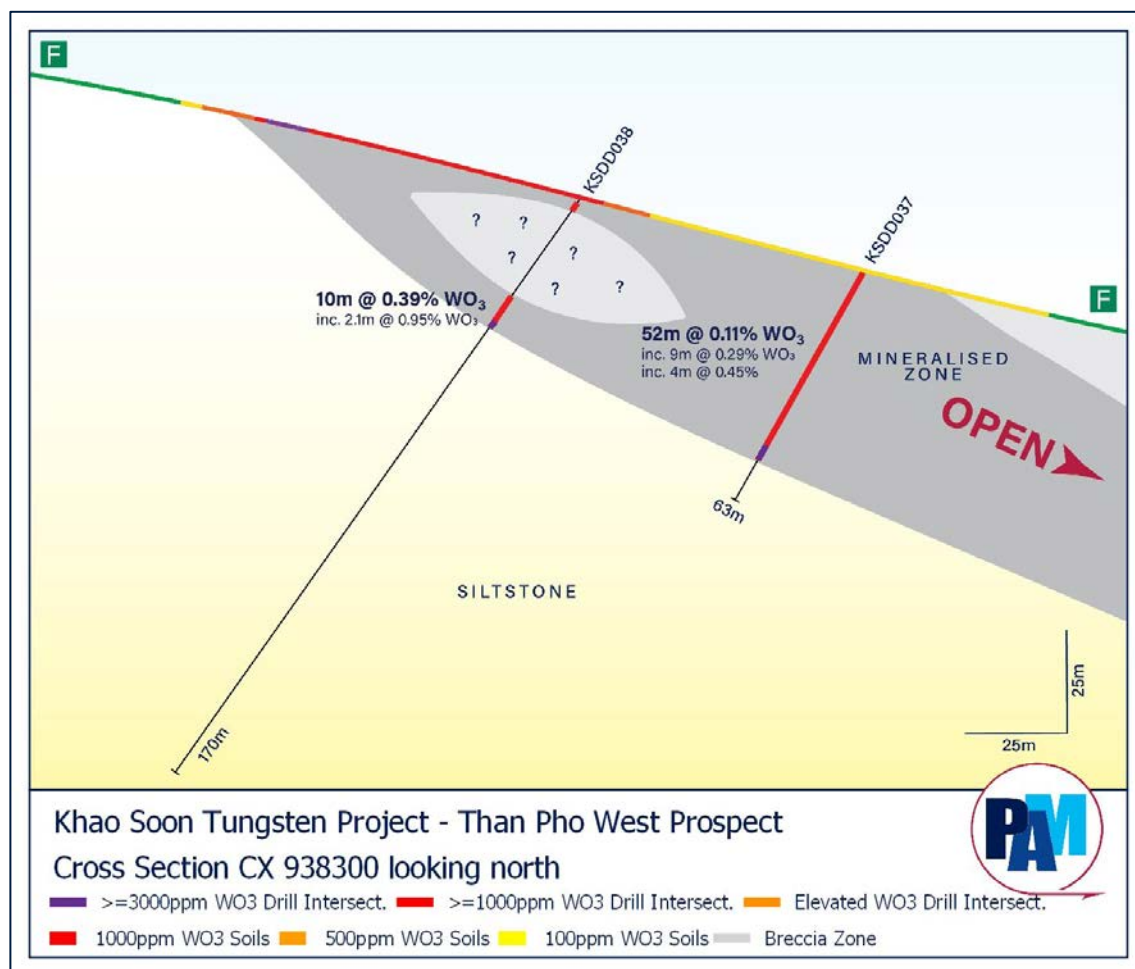 F
KSDD038
? ?
?
? ?
?
KSDD037
F
10m @ 0.39% WO₃
inc. 2.1m @ 0.95% WO₃
52m @ 0.11% WO₃
inc. 9m @ 0.29% WO₃
inc. 4m @ 0.45%
MINERALISED
ZONE
OPEN
63m
SILTSTONE
25m
25m
170m
Khao Soon Tungsten Project - Than Pho West Prospect
Cross Section CX 938300 looking north
PAM
>=3000ppm WO3 Drill Intersect. >=1000ppm WO3 Drill Intersect. Elevated WO3 Drill Intersect.
1000ppm WO3 Soils 500ppm WO3 Soils 100ppm WO3 Soils Breccia Zone